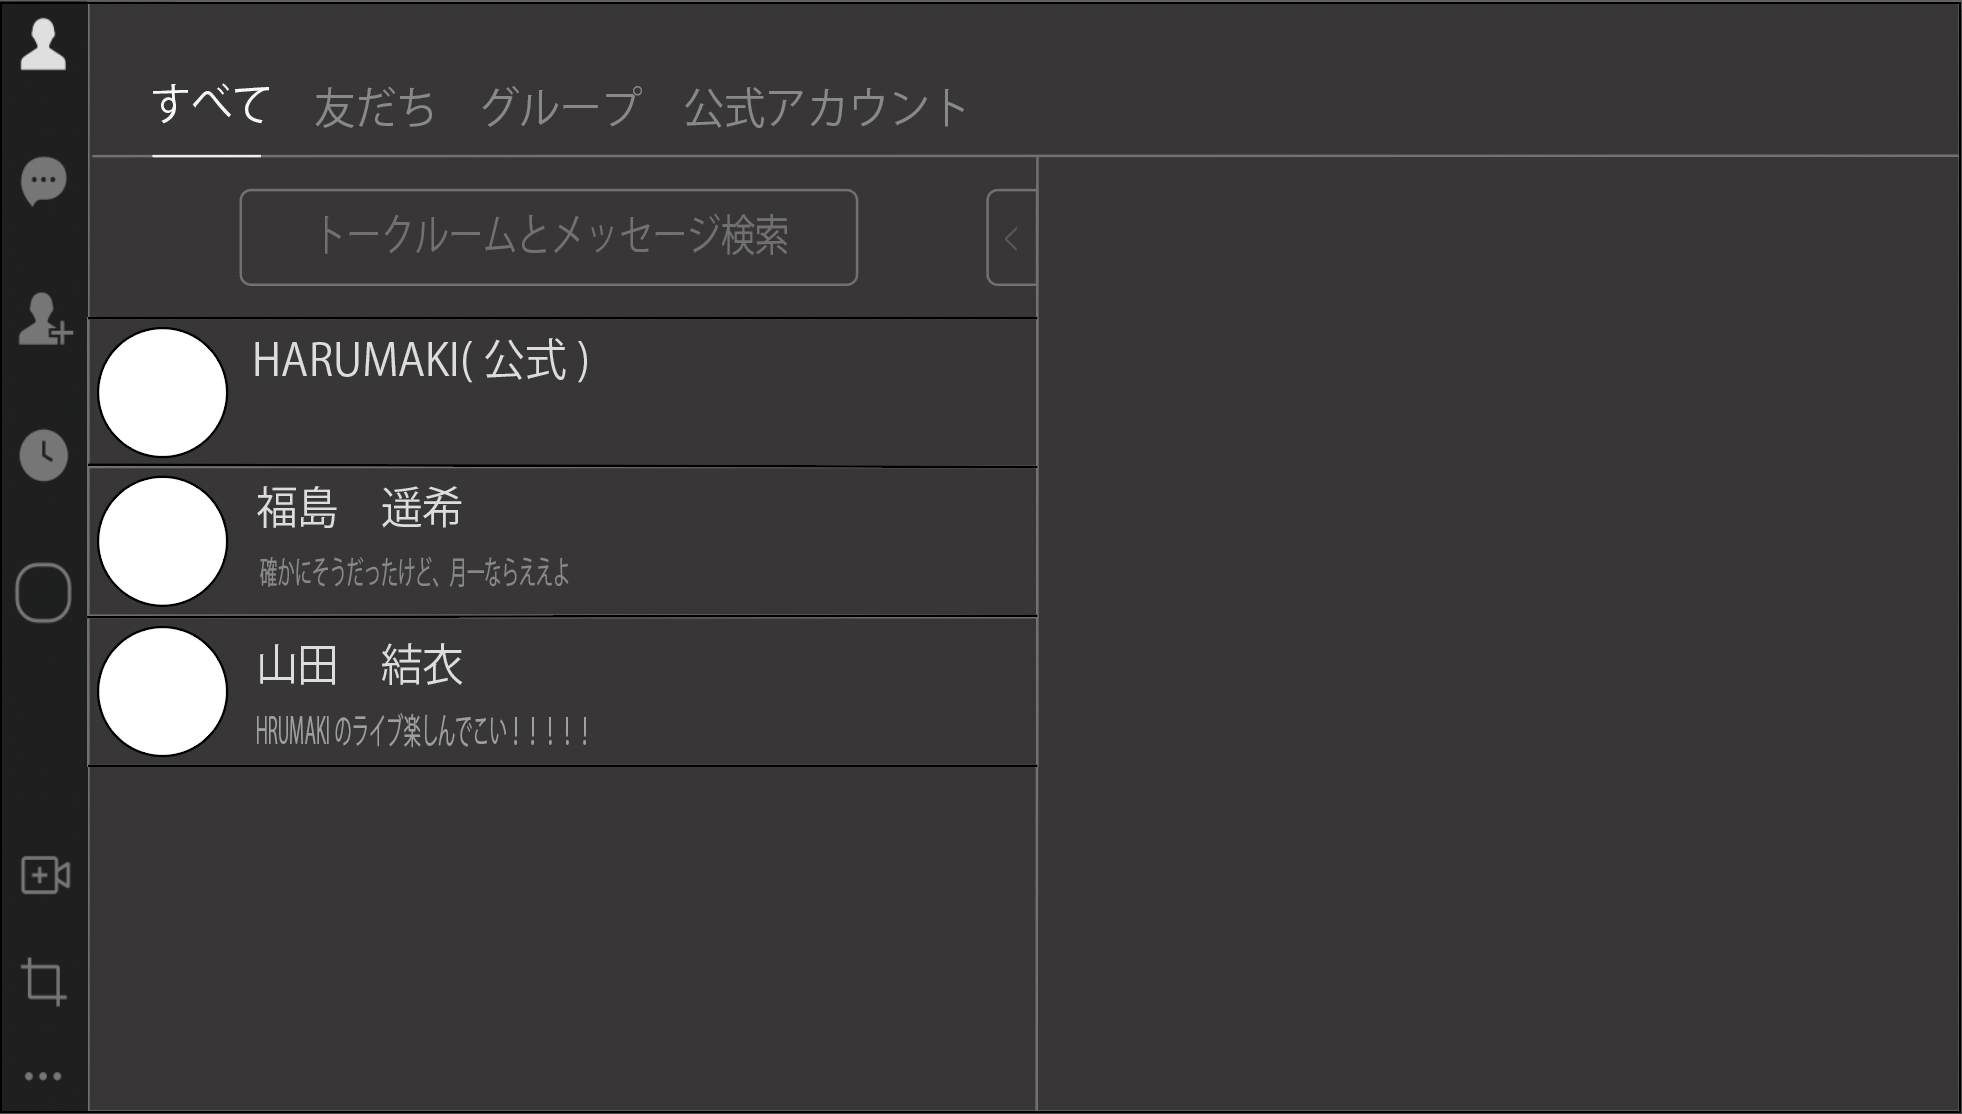 すべて 友だち グループ 公式アカウント
トークルームとメッセージ検索
HARUMAKI( 公式 )
福島　遥希
確かにそうだったけど、月一ならええよ
山田　結衣
HRUMAKI のライブ楽しんでこい！！！！！